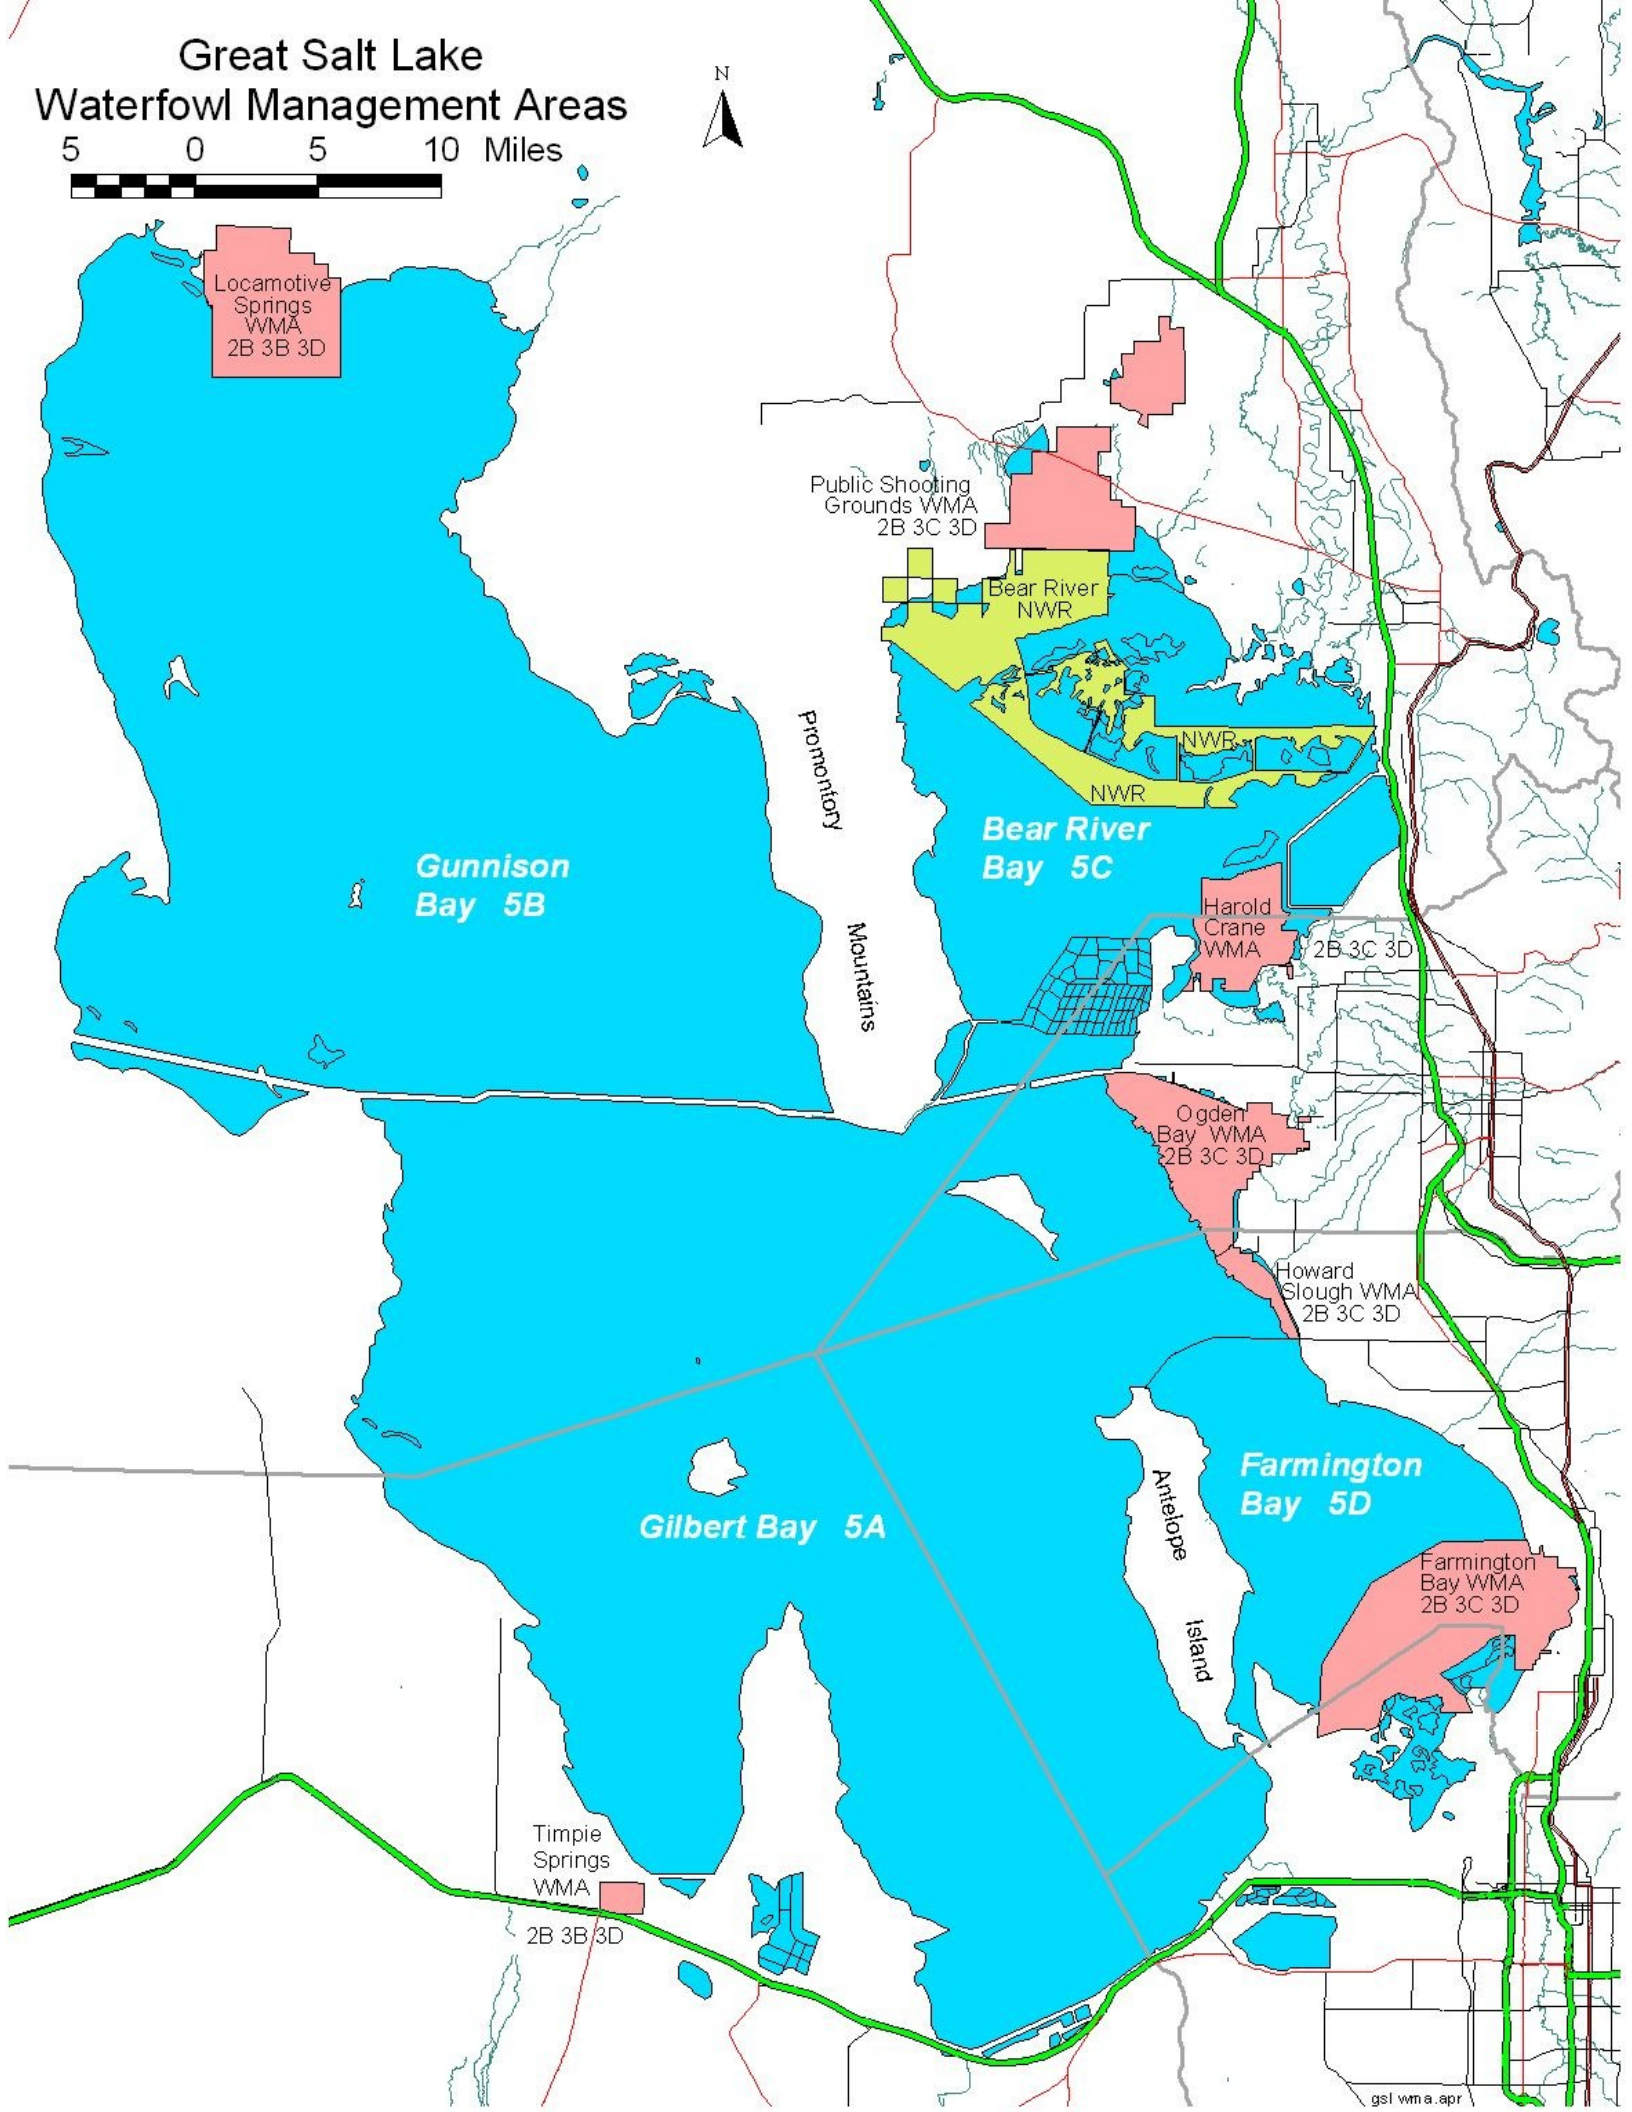 Great Salt Lake
Waterfowl Management Areas
N
5 0 5 10 Miles
Locamotive
Springs
WMA
2B 3B 3D
Public Shooting
Grounds WMA
2B 3C 3D
Bear River
NWR
NWR
NWR
Promontory
Mountains
Bear River
Bay 5C
Gunnison
Bay 5B
Harold
Crane
WMA
2B 3C 3D
Ogden
Bay WMA
2B 3C 3D
Howard
Slough WMA
2B 3C 3D
Antelope
Island
Farmington
Bay 5D
Gilbert Bay 5A
Farmington
Bay WMA
2B 3C 3D
Timpie
Springs
WMA
2B 3B 3D
gsl wma.apr